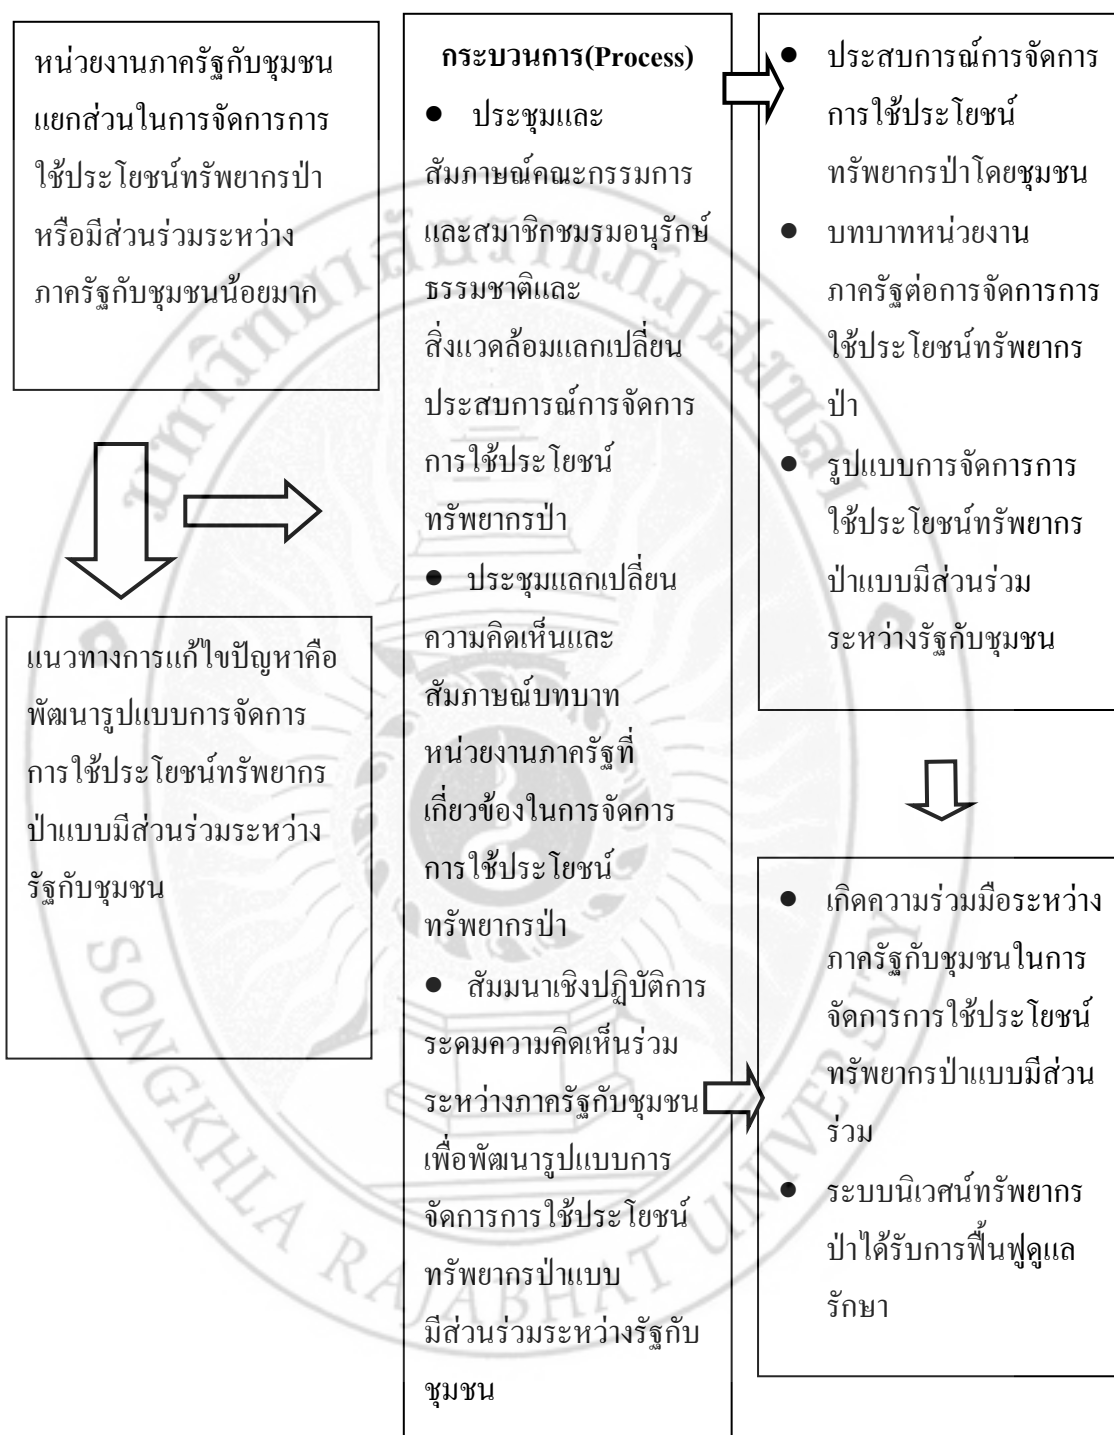 หน่วยงานภาครัฐกับชุมชน
แยกส่วนในการจัดการการ
ใช้ประโยชน์ทรัพยากรป่า
หรือมีส่วนร่วมระหว่าง
ภาครัฐกับชุมชนน้อยมาก
แนวทางการแก้ไขปัญหาคือ
พัฒนารูปแบบการจัดการ
การใช้ประโยชน์ทรัพยากร
ป่าแบบมีส่วนร่วมระหว่าง
รัฐกับชุมชน
กระบวนการ(Process)
● ประชุมและ
สัมภาษณ์คณะกรรมการ
และสมาชิกชมรมอนุรักษ์
ธรรมชาติและ
สิ่งแวดล้อมแลกเปลี่ยน
ประสบการณ์การจัดการ
การใช้ประโยชน์
ทรัพยากรป่า
● ประชุมแลกเปลี่ยน
ความคิดเห็นและ
สัมภาษณ์บทบาท
หน่วยงานภาครัฐที่
เกี่ยวข้องในการจัดการ
การใช้ประโยชน์
ทรัพยากรป่า
● สัมมนาเชิงปฏิบัติการ
ระดมความคิดเห็นร่วม
ระหว่างภาครัฐกับชุมชน
เพื่อพัฒนารูปแบบการ
จัดการการใช้ประโยชน์
ทรัพยากรป่าแบบ
มีส่วนร่วมระหว่างรัฐกับ
ชุมชน
● ประสบการณ์การจัดการ
การใช้ประโยชน์
ทรัพยากรป่าโดยชุมชน
● บทบาทหน่วยงาน
ภาครัฐต่อการจัดการการ
ใช้ประโยชน์ทรัพยากร
ป่า
● รูปแบบการจัดการการ
ใช้ประโยชน์ทรัพยากร
ป่าแบบมีส่วนร่วม
ระหว่างรัฐกับชุมชน
● เกิดความร่วมมือระหว่าง
ภาครัฐกับชุมชนในการ
จัดการการใช้ประโยชน์
ทรัพยากรป่าแบบมีส่วน
ร่วม
● ระบบนิเวศน์ทรัพยากร
ป่าได้รับการฟื้นฟูดูแล
รักษา
มหาวิทยาลัยราชภัฏสงขลา
SONGKHLA RAJABHAT UNIVERSITY